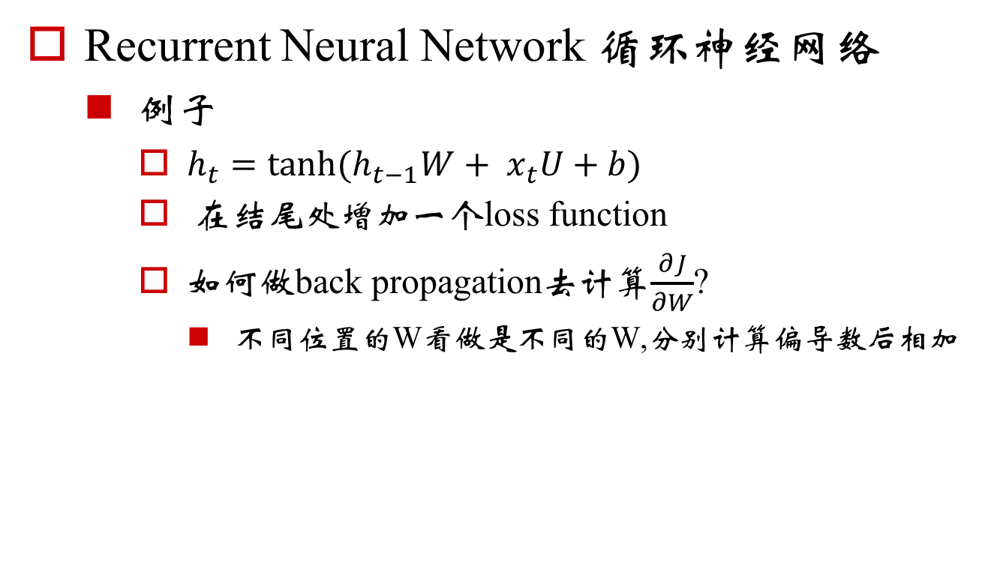 Recurrent Neural Network 循环神经网络
例子
h_t = tanh(h_{t−1}W + x_tU + b)
在结尾处增加一个loss function
如何做back propagation去计算∂J/∂W?
不同位置的W看做是不同的W,分别计算偏导数后相加